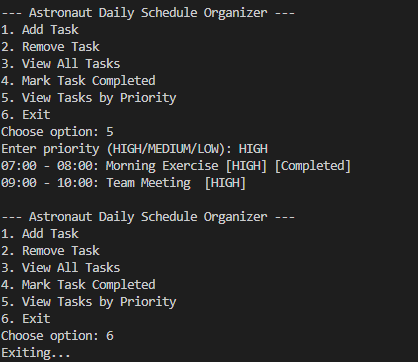 --- Astronaut Daily Schedule Organizer ---
1. Add Task
2. Remove Task
3. View All Tasks
4. Mark Task Completed
5. View Tasks by Priority
6. Exit
Choose option: 5
Enter priority (HIGH/MEDIUM/LOW): HIGH
07:00 - 08:00: Morning Exercise [HIGH] [Completed]
09:00 - 10:00: Team Meeting  [HIGH]

--- Astronaut Daily Schedule Organizer ---
1. Add Task
2. Remove Task
3. View All Tasks
4. Mark Task Completed
5. View Tasks by Priority
6. Exit
Choose option: 6
Exiting...